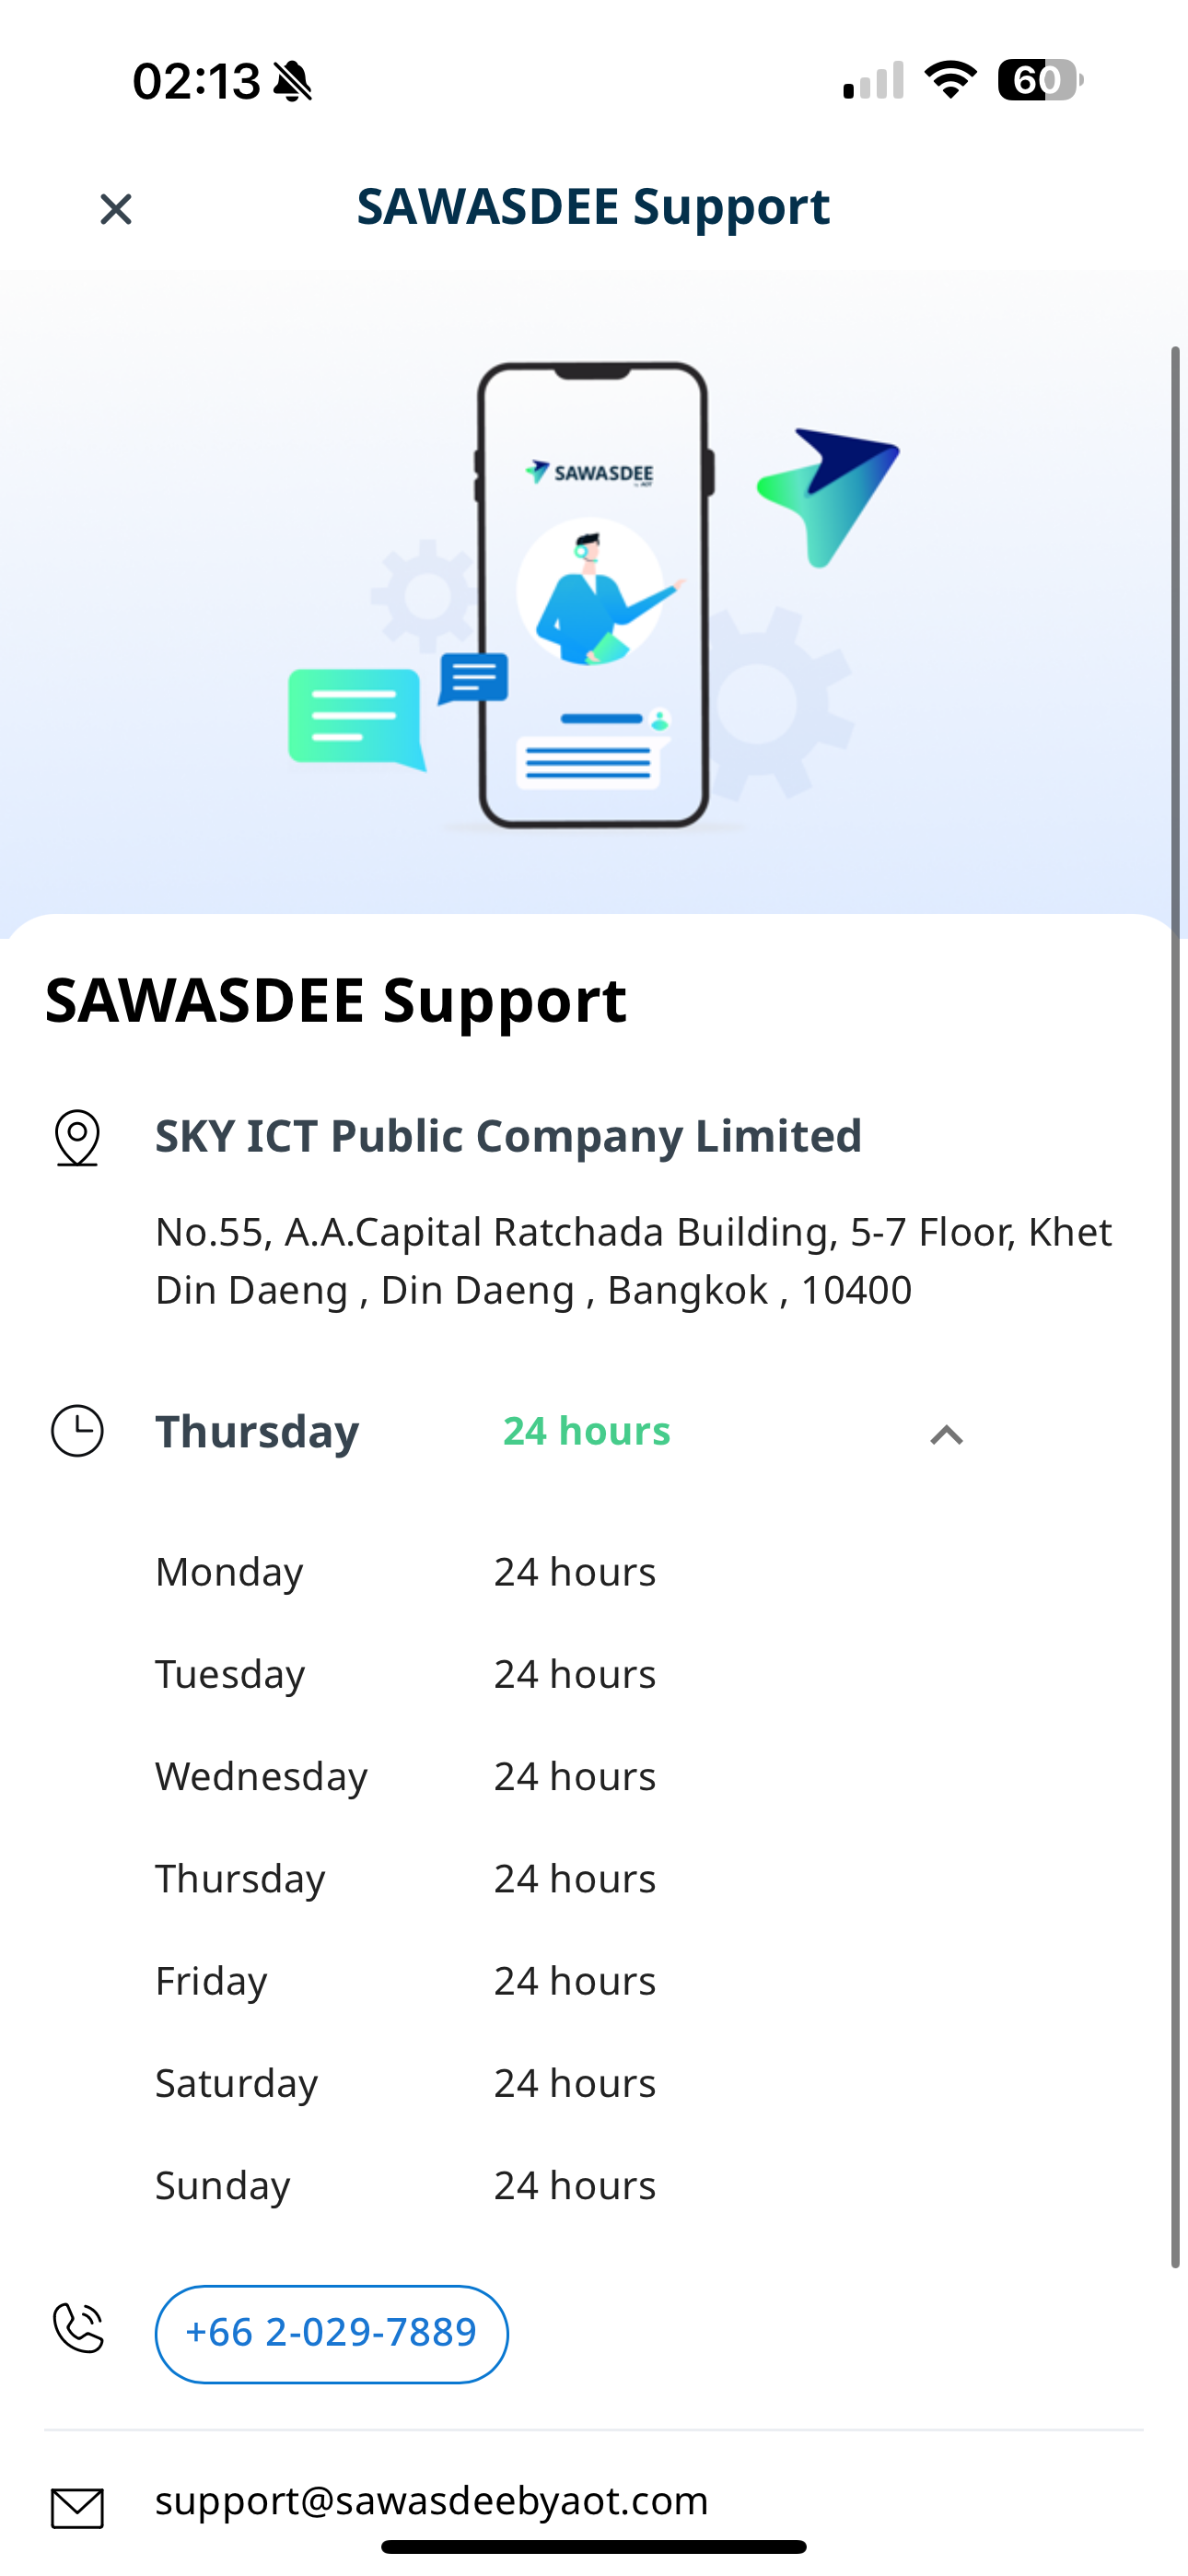 02:13
60
SAWASDEE Support
SAWASDEE
SAWASDEE Support
SKY ICT Public Company Limited
No.55, A.A.Capital Ratchada Building, 5-7 Floor, Khet
Din Daeng , Din Daeng , Bangkok , 10400
Thursday 24 hours
Monday 24 hours
Tuesday 24 hours
Wednesday 24 hours
Thursday 24 hours
Friday 24 hours
Saturday 24 hours
Sunday 24 hours
+66 2-029-7889
support@sawasdeebyaot.com